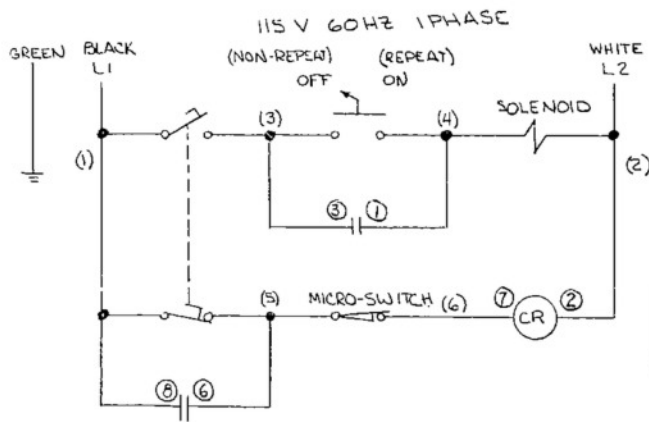 115 V 60HZ 1 PHASE
GREEN
BLACK
L1
(NON-REPEAT)
OFF
(REPEAT)
ON
WHITE
L2
SOLENOID
(1)
(3)
(4)
(2)
3 1
(5)
MICRO-SWITCH
(6)
7
CR
2
8 6